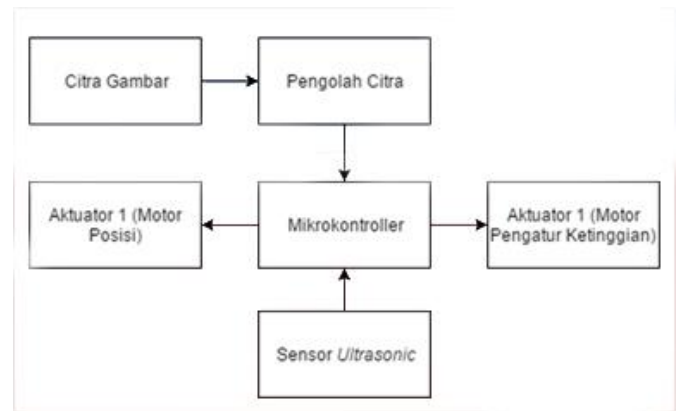 Citra Gambar
Pengolah Citra
Aktuator 1 (Motor
Posisi)
Mikrokontroller
Aktuator 1 (Motor
Pengatur Ketinggian)
Sensor Ultrasonic